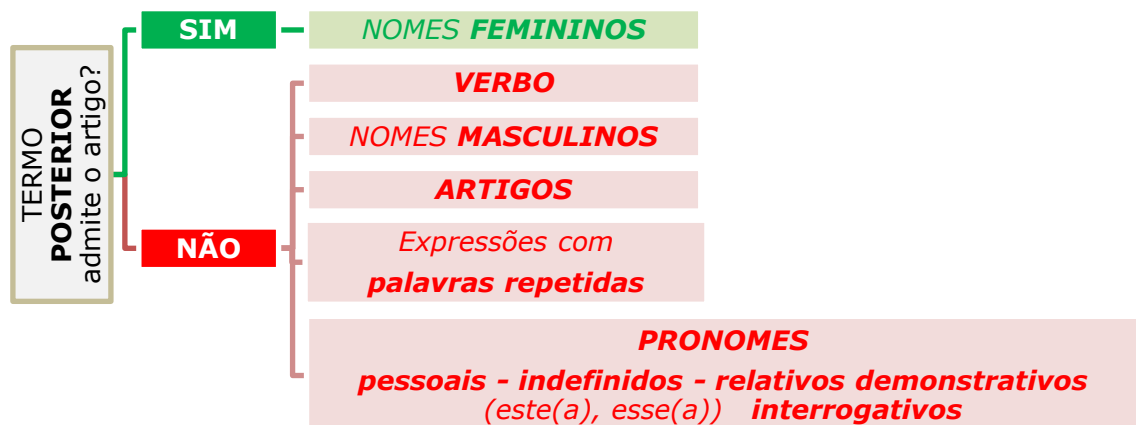 TERMO
POSTERIOR
admite o artigo?
SIM
NOMES FEMININOS
NÃO
VERBO
NOMES MASCULINOS
ARTIGOS
Expressões com
palavras repetidas
PRONOMES
pessoais - indefinidos - relativos demonstrativos
(este(a), esse(a)) interrogativos